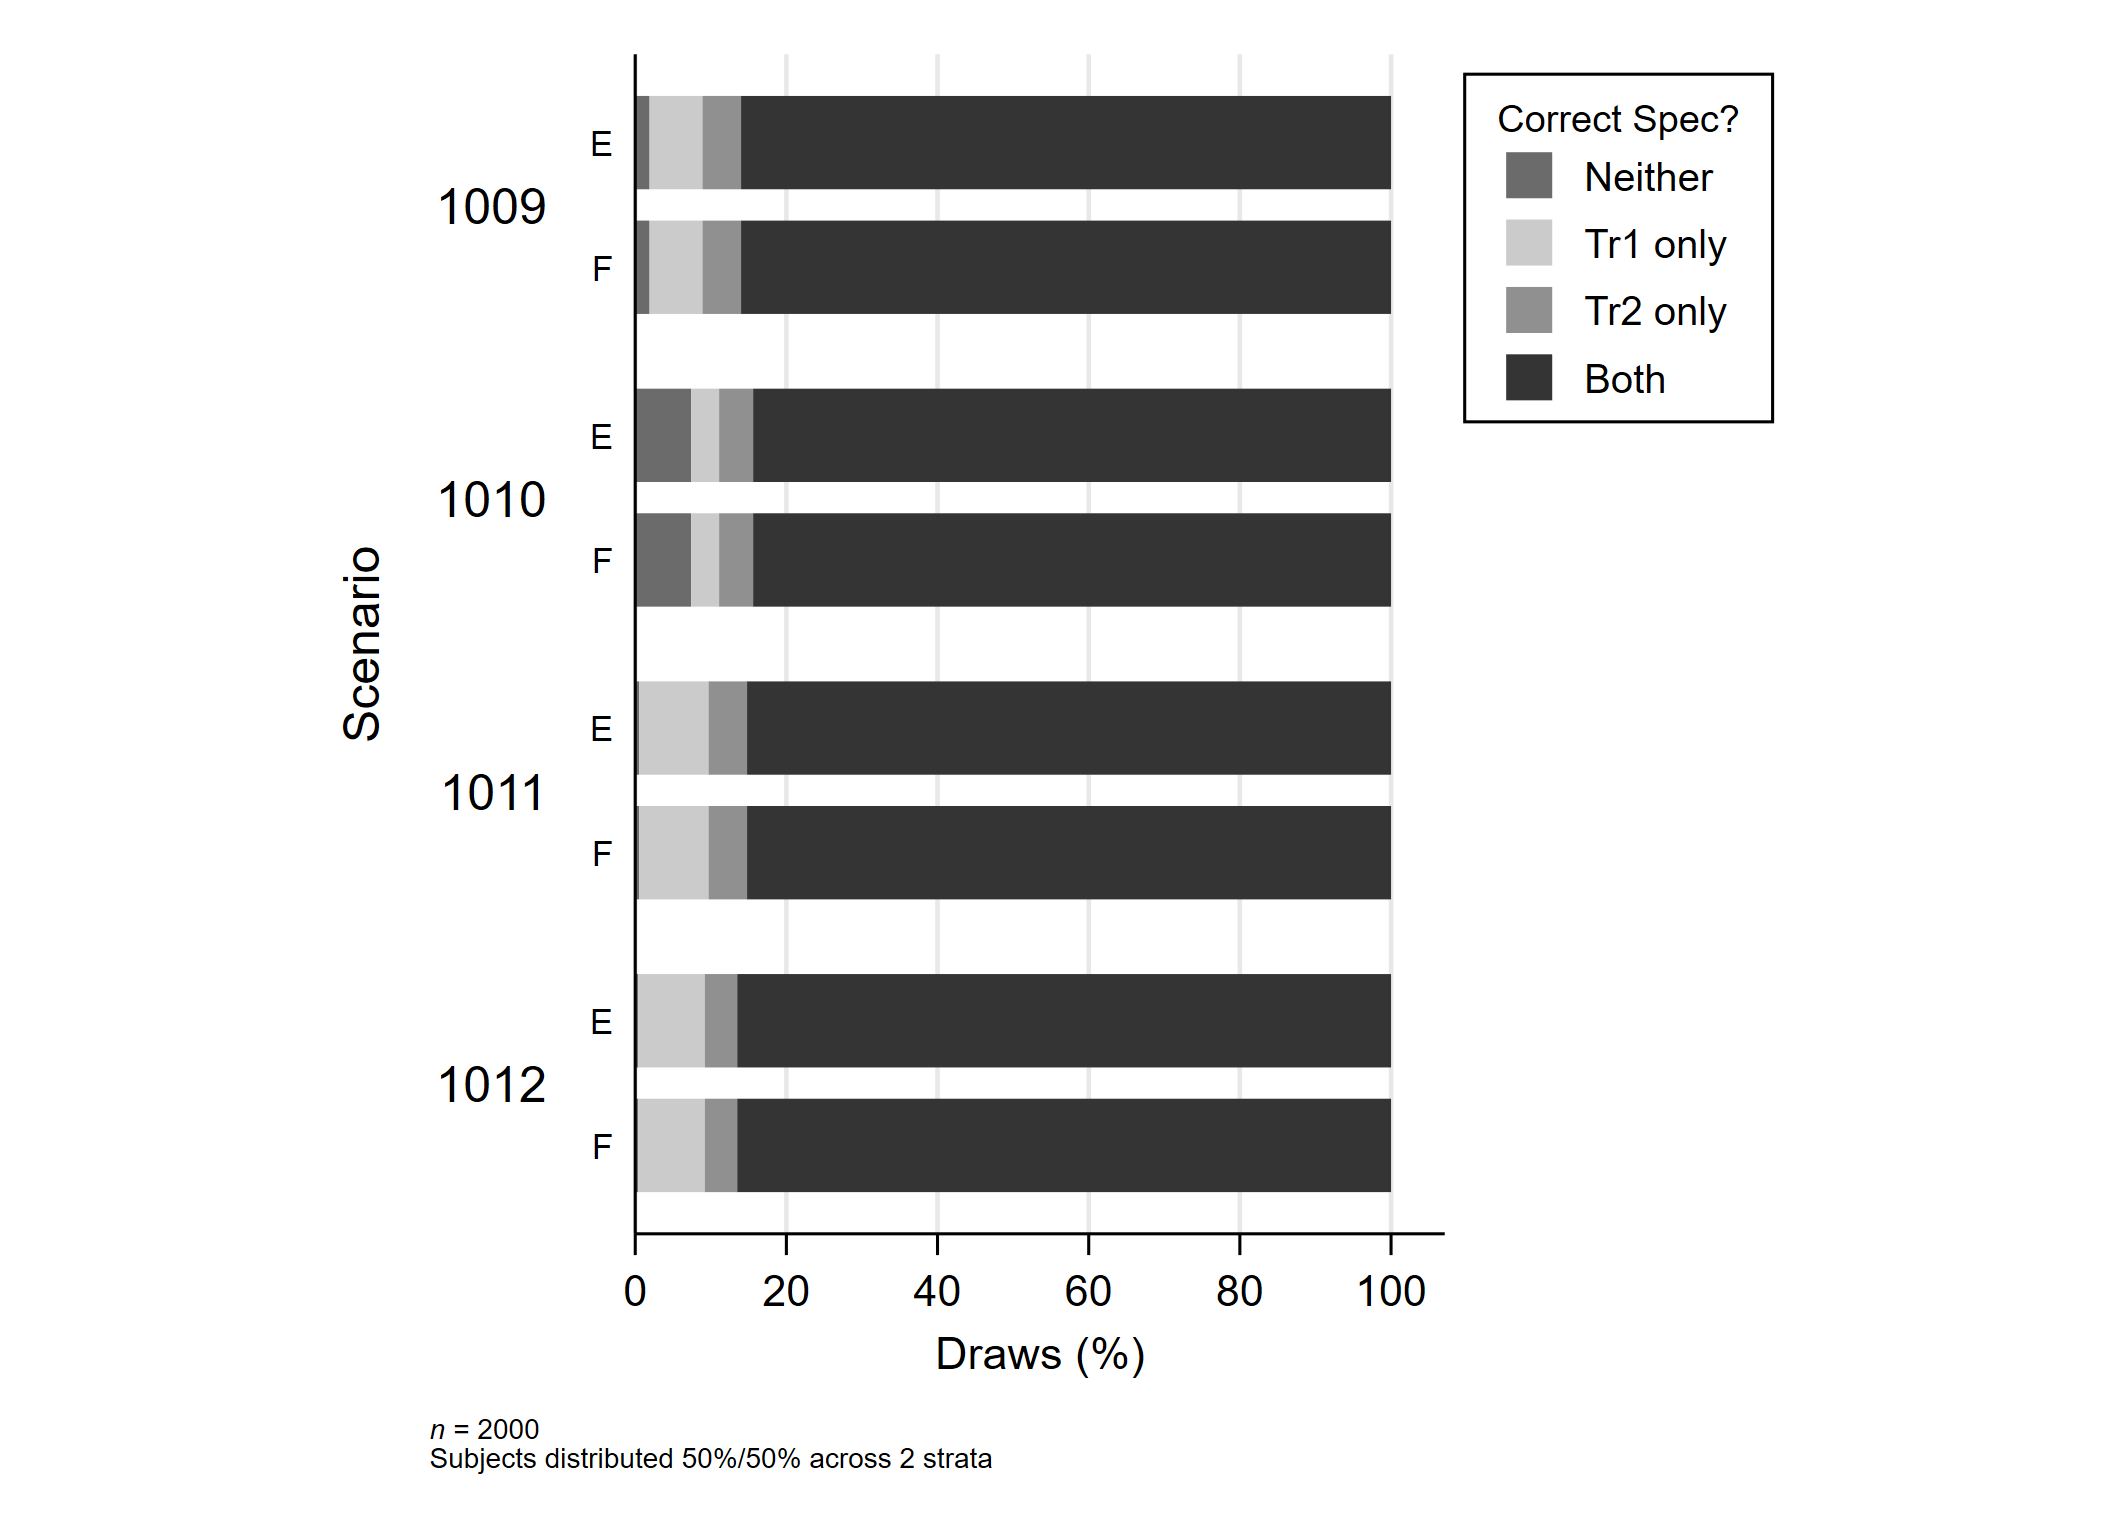 Correct Spec?
Neither
Tr1 only
Tr2 only
Both
Scenario
1009
E
F
1010
E
F
1011
E
F
1012
E
F
0 20 40 60 80 100
Draws (%)
n = 2000
Subjects distributed 50%/50% across 2 strata